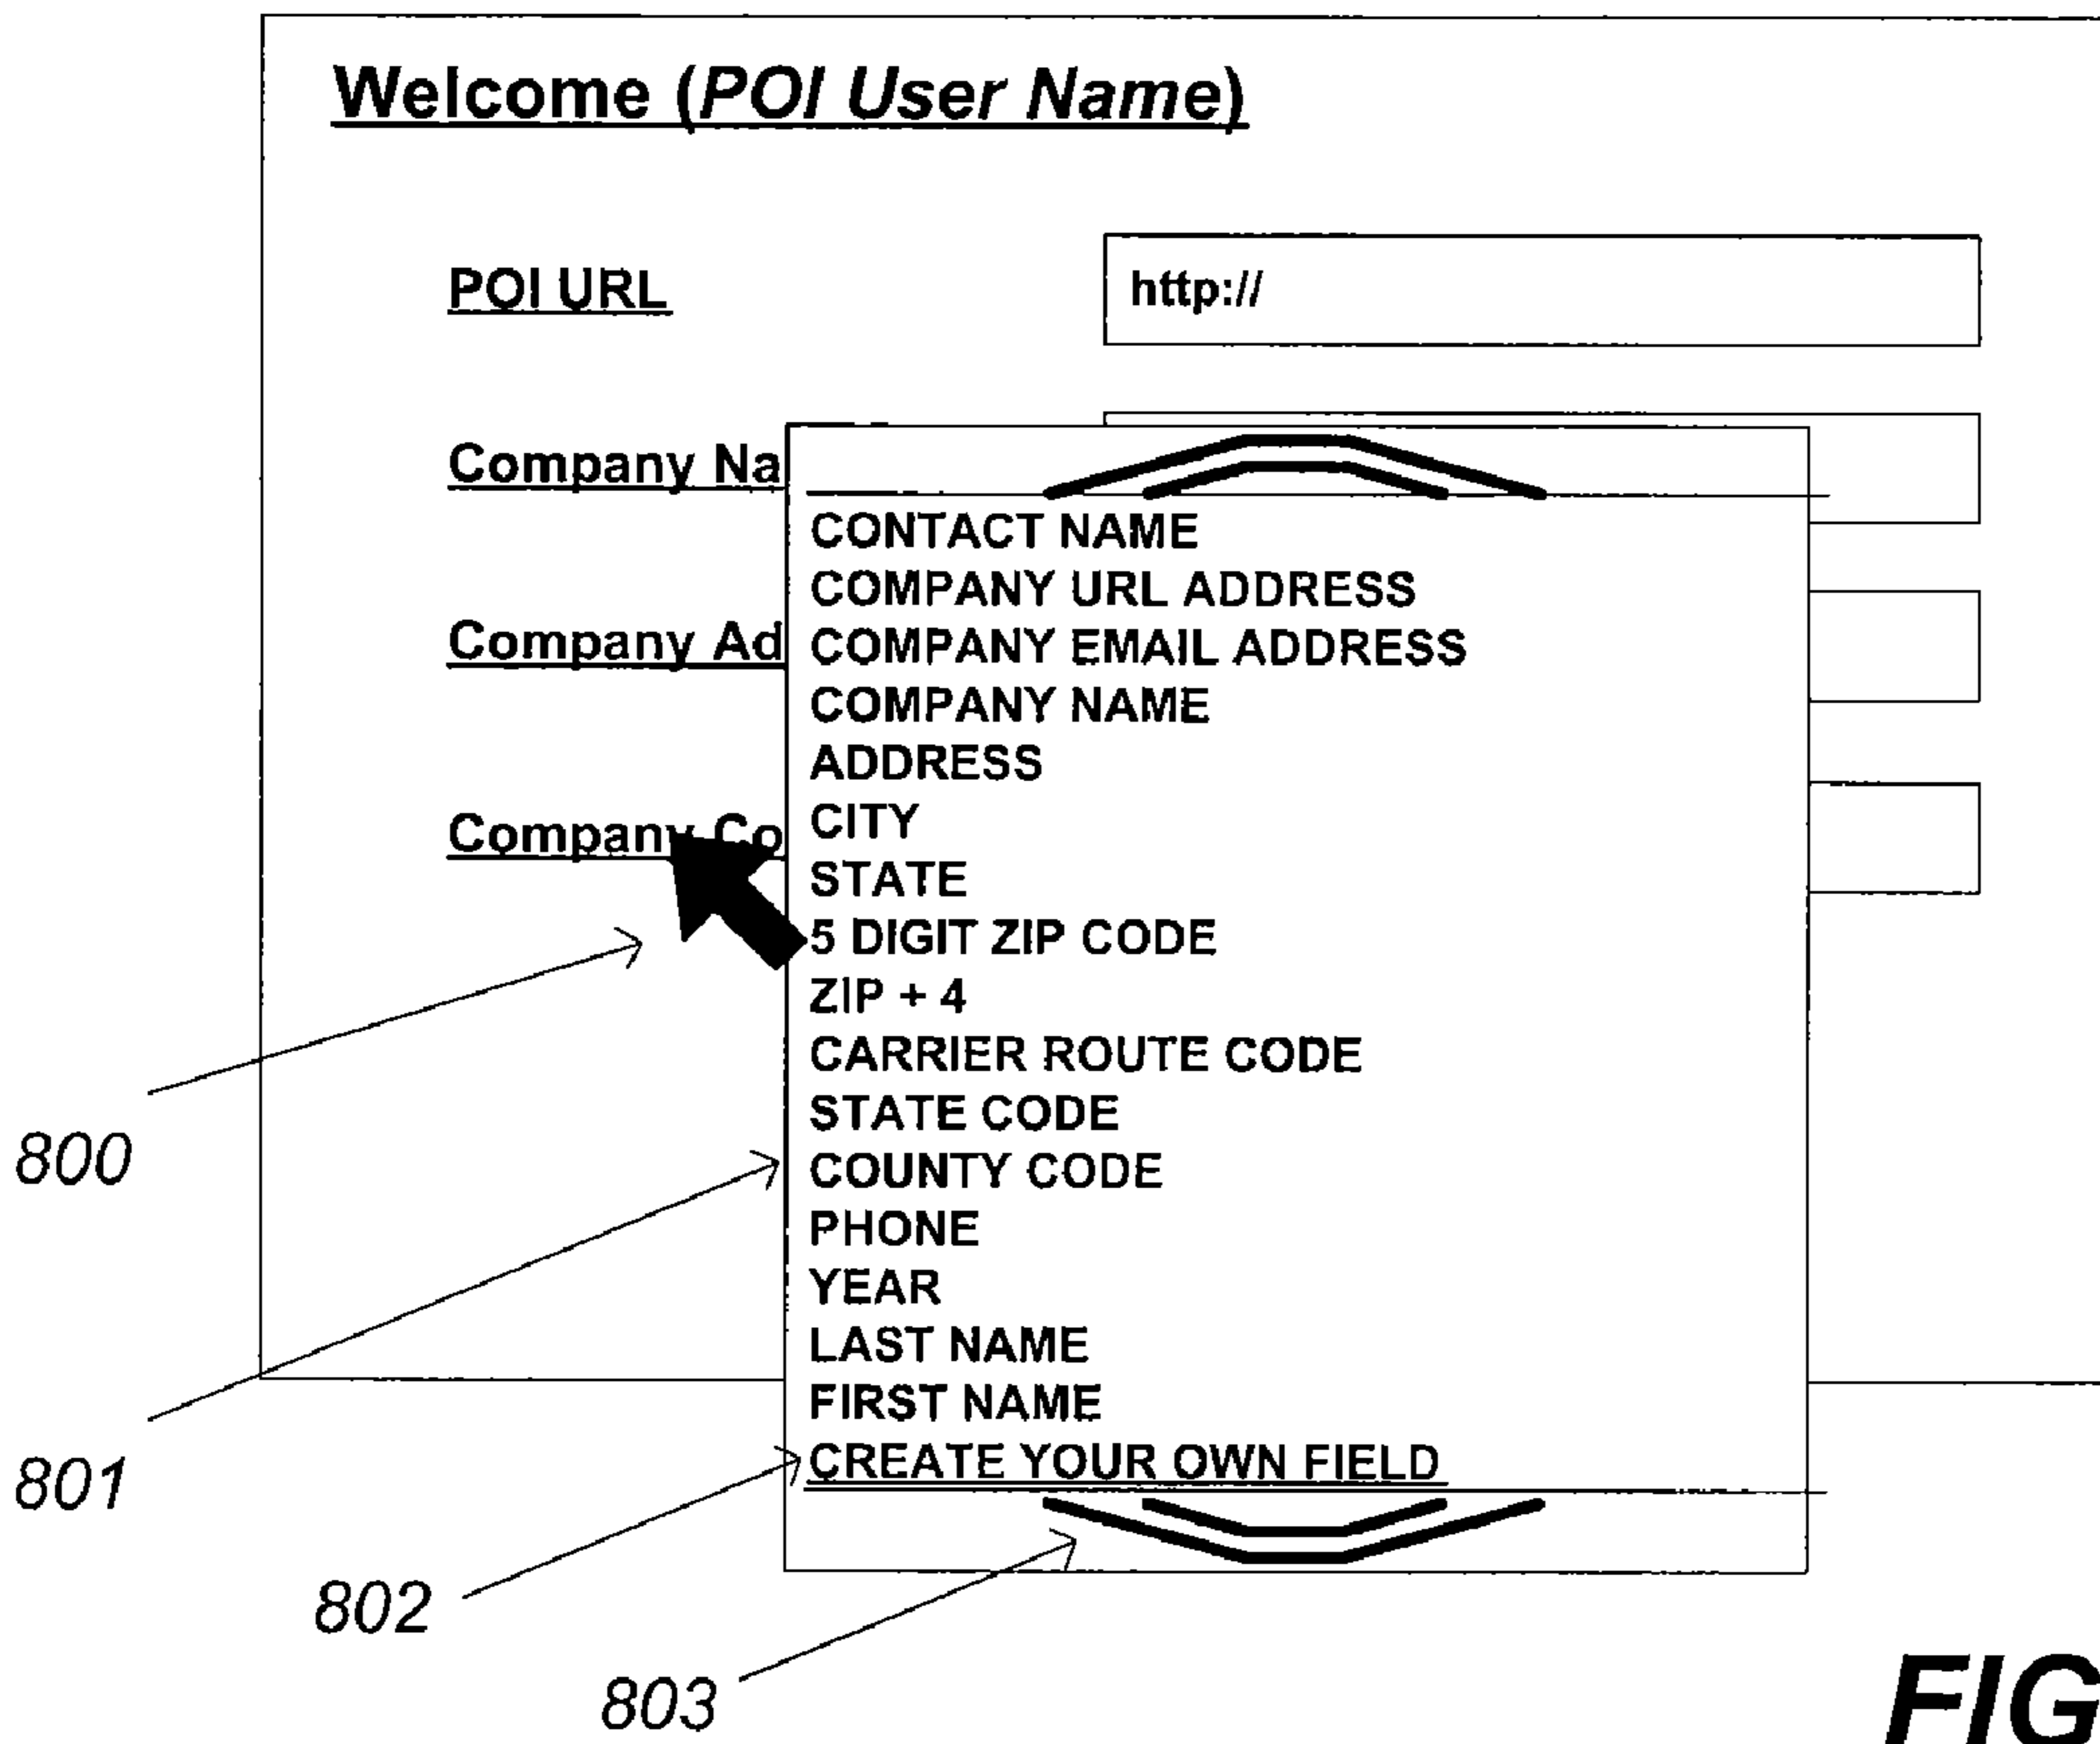 Welcome (POI User Name)
POI URL
http://
Company Na
CONTACT NAME
COMPANY URL ADDRESS
Company Ad
COMPANY EMAIL ADDRESS
COMPANY NAME
ADDRESS
Company Co
CITY
STATE
5 DIGIT ZIP CODE
ZIP + 4
CARRIER ROUTE CODE
STATE CODE
800
COUNTY CODE
PHONE
YEAR
LAST NAME
FIRST NAME
801
CREATE YOUR OWN FIELD
802
803
FIG